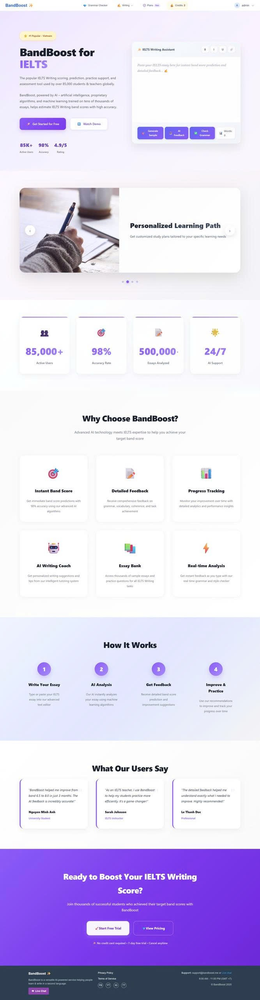 BandBoost ✨
Grammar Checker
Writing
Plans free
Credits: 2
A admin
#1 Popular - Vietnam
BandBoost for
IELTS
The popular IELTS Writing scoring, prediction, practice support, and
assessment tool used by over 85,000 students & teachers globally.
BandBoost, powered by AI – artificial intelligence, proprietary
algorithms, and machine learning trained on tens of thousands of
essays, helps estimate IELTS Writing band scores with high accuracy.
Get Started for Free
Watch Demo
85K+ 98% 4.9/5
Active Users Accuracy Rating
✨ IELTS Writing Assistant
B I U
Paste your IELTS essay here for instant band score prediction and
detailed feedback... ✍️
Generate
Sample
AI
Feedback
Check
Grammar
Words:
0
Personalized Learning Path
Get customized study plans tailored to your specific learning needs
85,000+
Active Users
98%
Accuracy Rate
500,000
Essays Analyzed
24/7
AI Support
Why Choose BandBoost?
Advanced AI technology meets IELTS expertise to help you achieve your
target band score
Instant Band Score
Get immediate band score predictions with
98% accuracy using our advanced AI
algorithms
Detailed Feedback
Receive comprehensive feedback on
grammar, vocabulary, coherence, and task
achievement
Progress Tracking
Monitor your improvement over time with
detailed analytics and performance insights
AI Writing Coach
Get personalized writing suggestions and
tips from our intelligent tutoring system
Essay Bank
Access thousands of sample essays and
practice questions for all IELTS Writing
tasks
Real-time Analysis
Get instant feedback as you type with our
real-time grammar and style checker
How It Works
1
Write Your Essay
Type or paste your IELTS
essay into our advanced
text editor
2
AI Analysis
Our AI instantly analyzes
your essay using machine
learning algorithms
3
Get Feedback
Receive detailed band score
prediction and
improvement suggestions
4
Improve &
Practice
Use our recommendations
to improve and track your
progress over time
What Our Users Say
"BandBoost helped me improve from
band 6.5 to 8.0 in just 3 months. The
AI feedback is incredibly accurate!"
Nguyen Minh Anh
University Student
"As an IELTS teacher, I use BandBoost
to help my students practice more
efficiently. It's a game-changer!"
Sarah Johnson
IELTS Instructor
"The detailed feedback helped me
understand exactly what I needed to
improve. Highly recommended!"
Le Thanh Duc
Professional
Ready to Boost Your IELTS Writing
Score?
Join thousands of successful students who achieved their target band scores with
BandBoost
Start Free Trial
View Pricing
✨ No credit card required • 7-day free trial • Cancel anytime
BandBoost ✨
BandBoost is a versatile AI-powered service helping people
learn & write in a second language.
Live Chat
Privacy Policy
Terms of Service
FB YT IG TT
Support: support@bandboost.me or Live chat
8:00 AM - 11:00 PM (GMT +7)
© BandBoost 2025